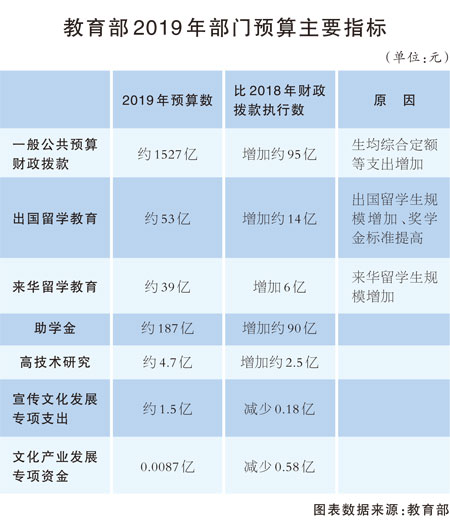 教育部2019年部门预算主要指标
(单位:元)
2019年预算数
比2018年财政
拨款执行数
原 因
一般公共预算
财政拨款
约1527亿
增加约95亿
生均综合定额
等支出增加
出国留学教育
约53亿
增加约14亿
出国留学生规
模增加、奖学
金标准提高
来华留学教育
约39亿
增加6亿
来华留学生规
模增加
助学金
约187亿
增加约90亿
高技术研究
约4.7亿
增加约2.5亿
宣传文化发展
专项支出
约1.5亿
减少0.18亿
文化产业发展
专项资金
0.0087亿
减少0.58亿
图表数据来源:教育部